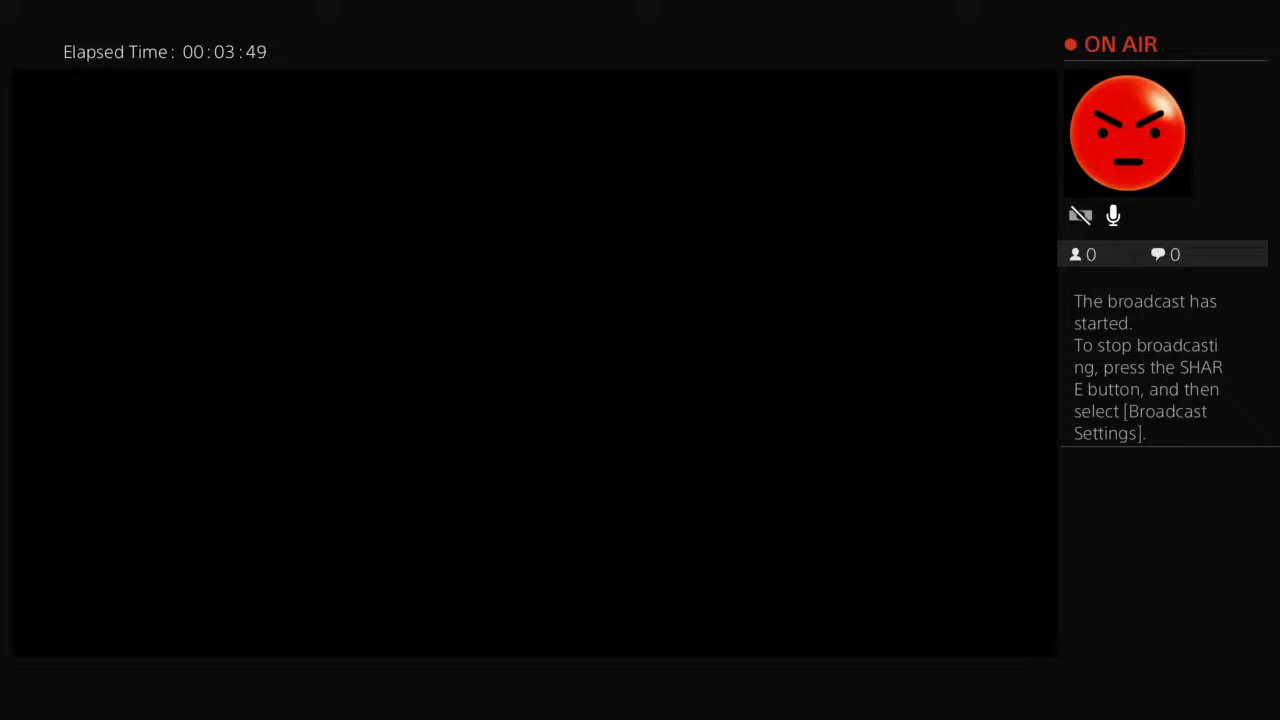 Elapsed Time: 00:03:49
ON AIR
0 0
The broadcast has
started.
To stop broadcasti
ng, press the SHAR
E button, and then
select [Broadcast
Settings].